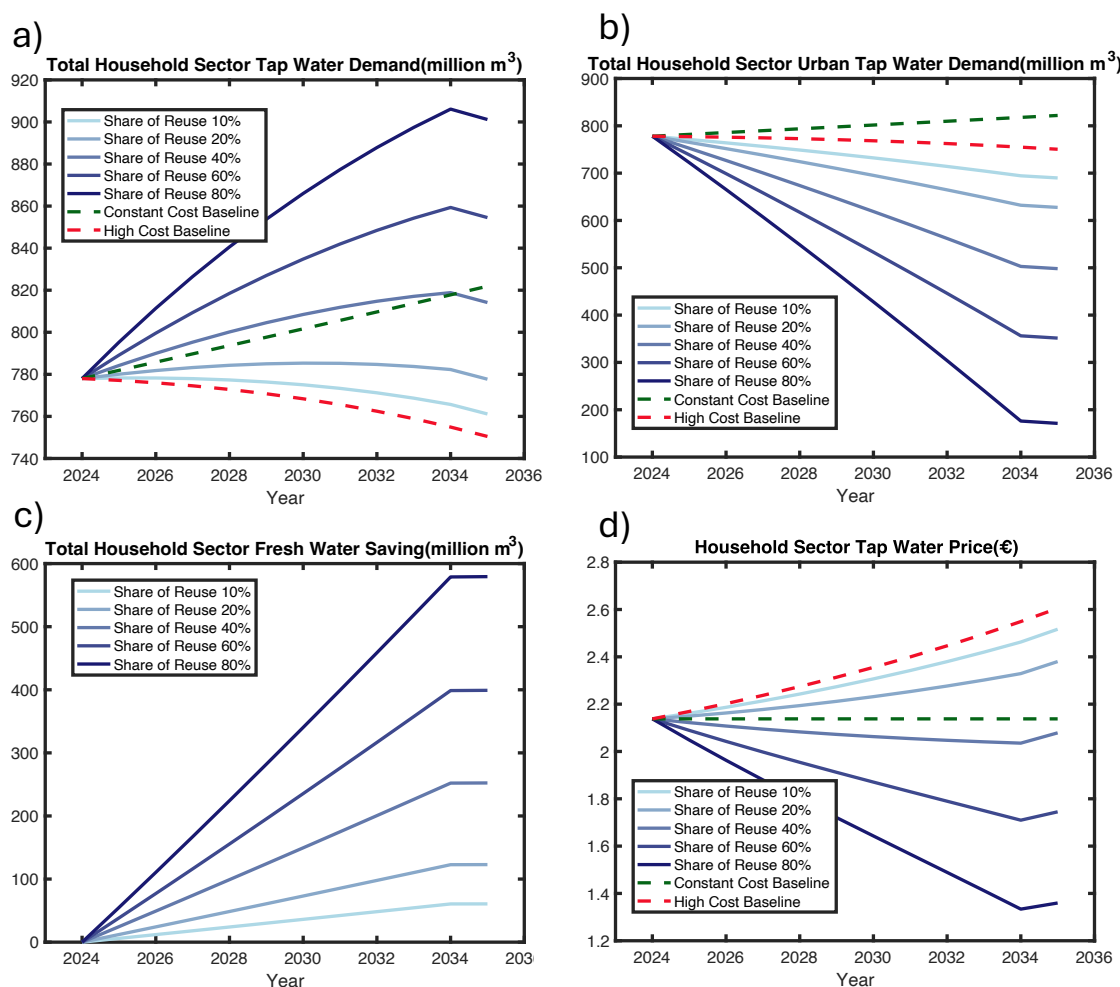 a)
Total Household Sector Tap Water Demand(million m³)
920
900
880
860
840
820
800
780
760
740
Share of Reuse 10%
Share of Reuse 20%
Share of Reuse 40%
Share of Reuse 60%
Share of Reuse 80%
Constant Cost Baseline
High Cost Baseline
2024 2026 2028 2030 2032 2034 2036
Year
b)
Total Household Sector Urban Tap Water Demand(million m³)
900
800
700
600
500
400
300
200
100
Share of Reuse 10%
Share of Reuse 20%
Share of Reuse 40%
Share of Reuse 60%
Share of Reuse 80%
Constant Cost Baseline
High Cost Baseline
2024 2026 2028 2030 2032 2034 2036
Year
c)
Total Household Sector Fresh Water Saving(million m³)
600
500
400
300
200
100
0
Share of Reuse 10%
Share of Reuse 20%
Share of Reuse 40%
Share of Reuse 60%
Share of Reuse 80%
2024 2026 2028 2030 2032 2034 2036
Year
d)
Household Sector Tap Water Price(€)
2.8
2.6
2.4
2.2
2
1.8
1.6
1.4
1.2
Share of Reuse 10%
Share of Reuse 20%
Share of Reuse 40%
Share of Reuse 60%
Share of Reuse 80%
Constant Cost Baseline
High Cost Baseline
2024 2026 2028 2030 2032 2034 2036
Year